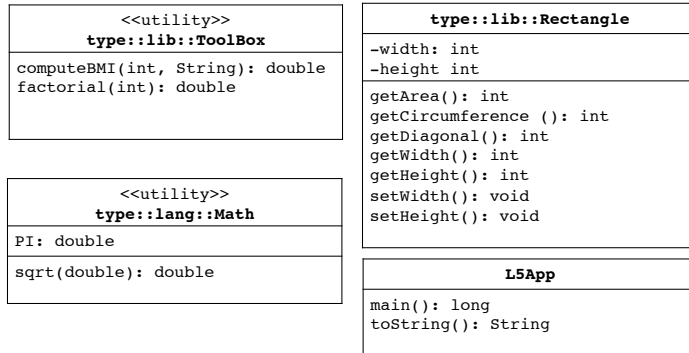 <<utility>>
type::lib::ToolBox
computeBMI(int, String): double
factorial(int): double
<<utility>>
type::lang::Math
PI: double
sqrt(double): double
type::lib::Rectangle
-width: int
-height int
getArea(): int
getCircumference (): int
getDiagonal(): int
getWidth(): int
getHeight(): int
setWidth(): void
setHeight(): void
L5App
main(): long
toString(): String